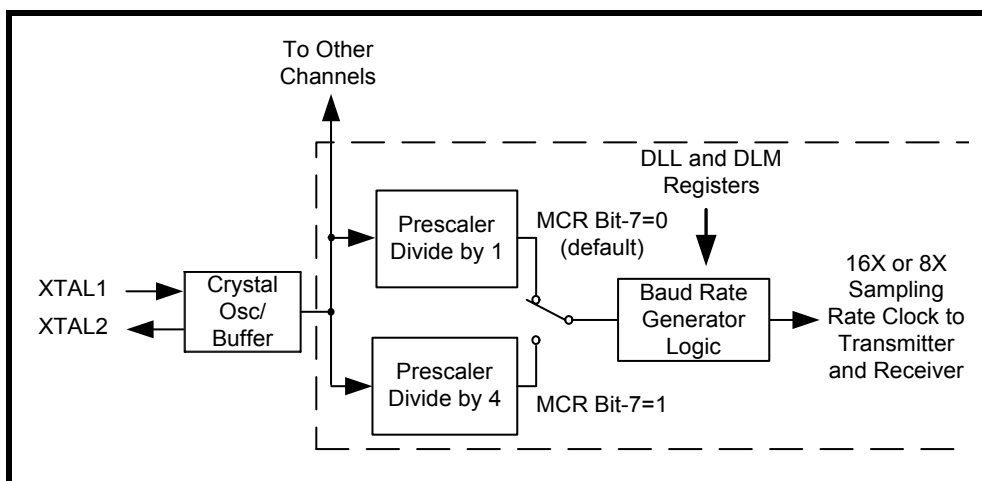 To Other
Channels
DLL and DLM
Registers
Prescaler
Divide by 1
MCR Bit-7=0
(default)
16X or 8X
Sampling
Rate Clock to
Transmitter
and Receiver
XTAL1
XTAL2
Crystal
Osc/
Buffer
Baud Rate
Generator
Logic
Prescaler
Divide by 4
MCR Bit-7=1